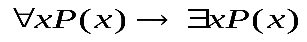 ∀xP(x) → ∃xP(x)